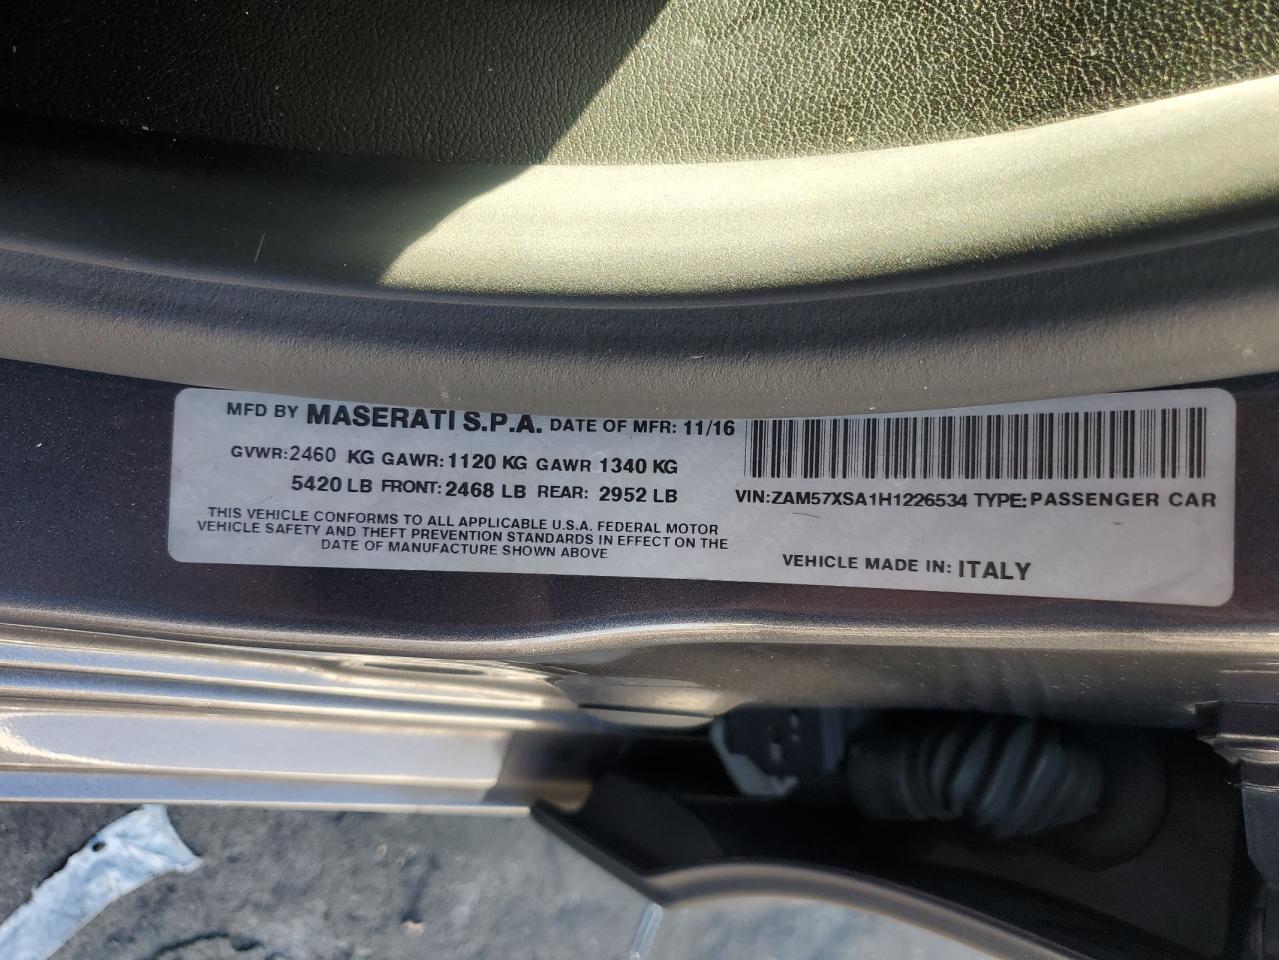 MFD BY MASERATI S.P.A. DATE OF MFR: 11/16
GVWR:2460 KG GAWR:1120 KG GAWR 1340 KG
5420 LB FRONT:2468 LB REAR: 2952 LB
THIS VEHICLE CONFORMS TO ALL APPLICABLE U.S.A. FEDERAL MOTOR
VEHICLE SAFETY AND THEFT PREVENTION STANDARDS IN EFFECT ON THE
DATE OF MANUFACTURE SHOWN ABOVE
VIN:ZAM57XSA1H1226534 TYPE:PASSENGER CAR
VEHICLE MADE IN: ITALY